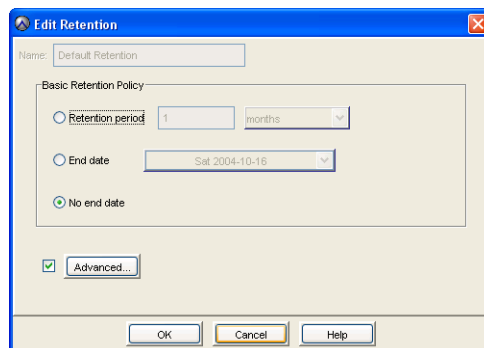 Edit Retention
Name: Default Retention
Basic Retention Policy
Retention period 1 months
End date Sat 2004-10-16
No end date
Advanced...
OK Cancel Help